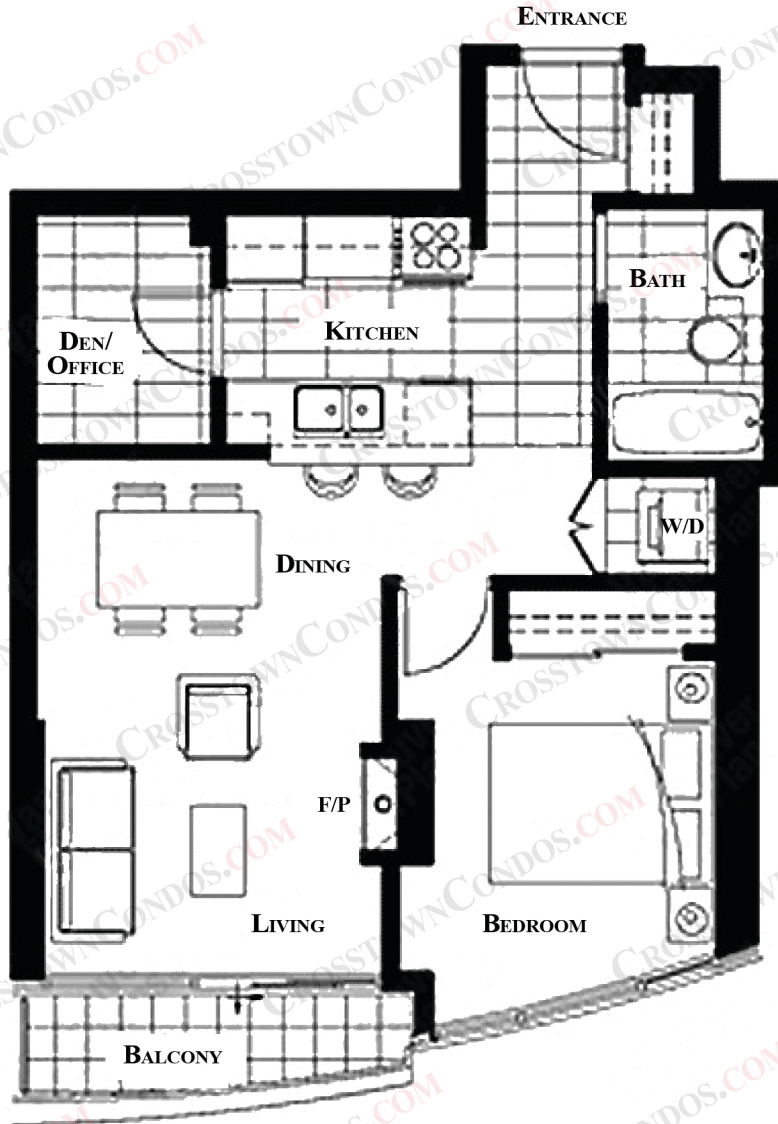 ENTRANCE
BATH
KITCHEN
DEN/
OFFICE
W/D
DINING
F/P
LIVING
BEDROOM
BALCONY
CROSSTOWNCONDOS.COM